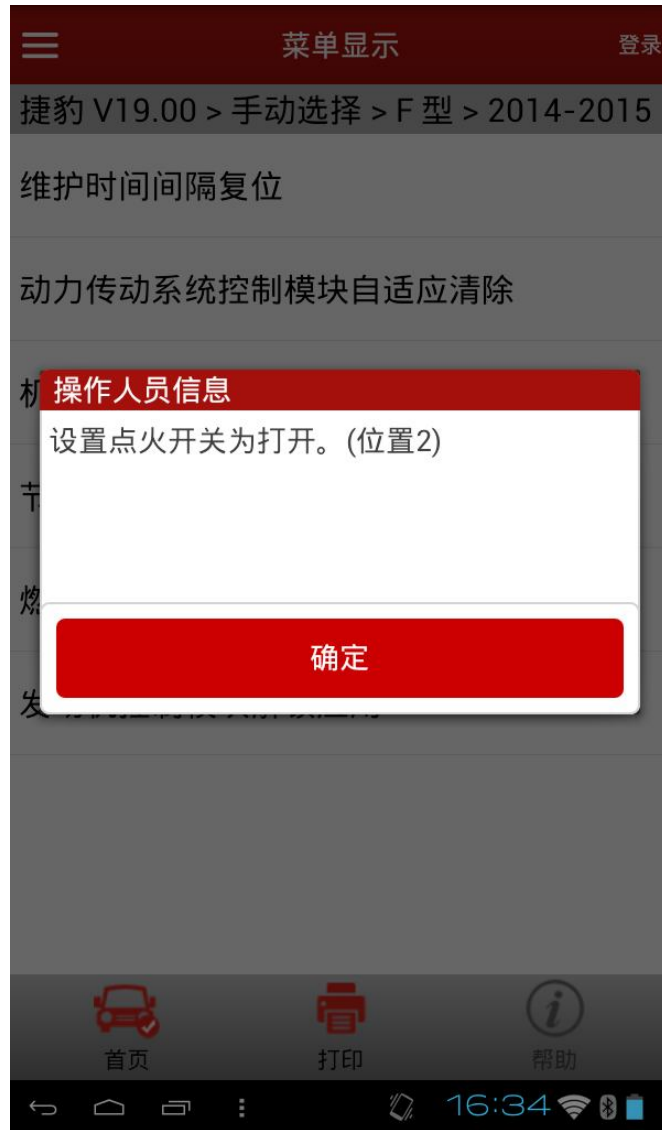 菜单显示
登录
捷豹 V19.00 > 手动选择 > F 型 > 2014-2015
维护时间间隔复位
动力传动系统控制模块自适应清除
机
操作人员信息
设置点火开关为打开。(位置2)
节
燃
确定
首页
打印
帮助
16:34